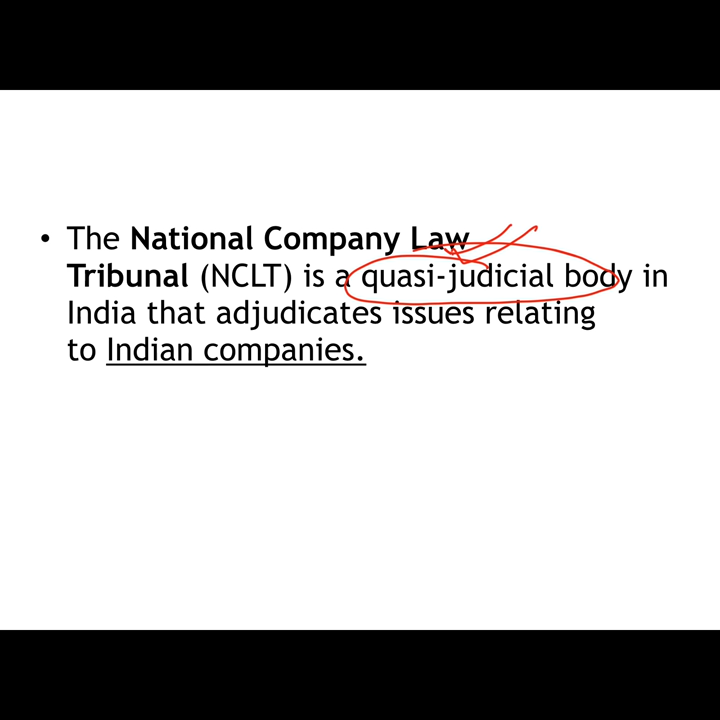 • The National Company Law
Tribunal (NCLT) is a quasi-judicial body in
India that adjudicates issues relating
to Indian companies.